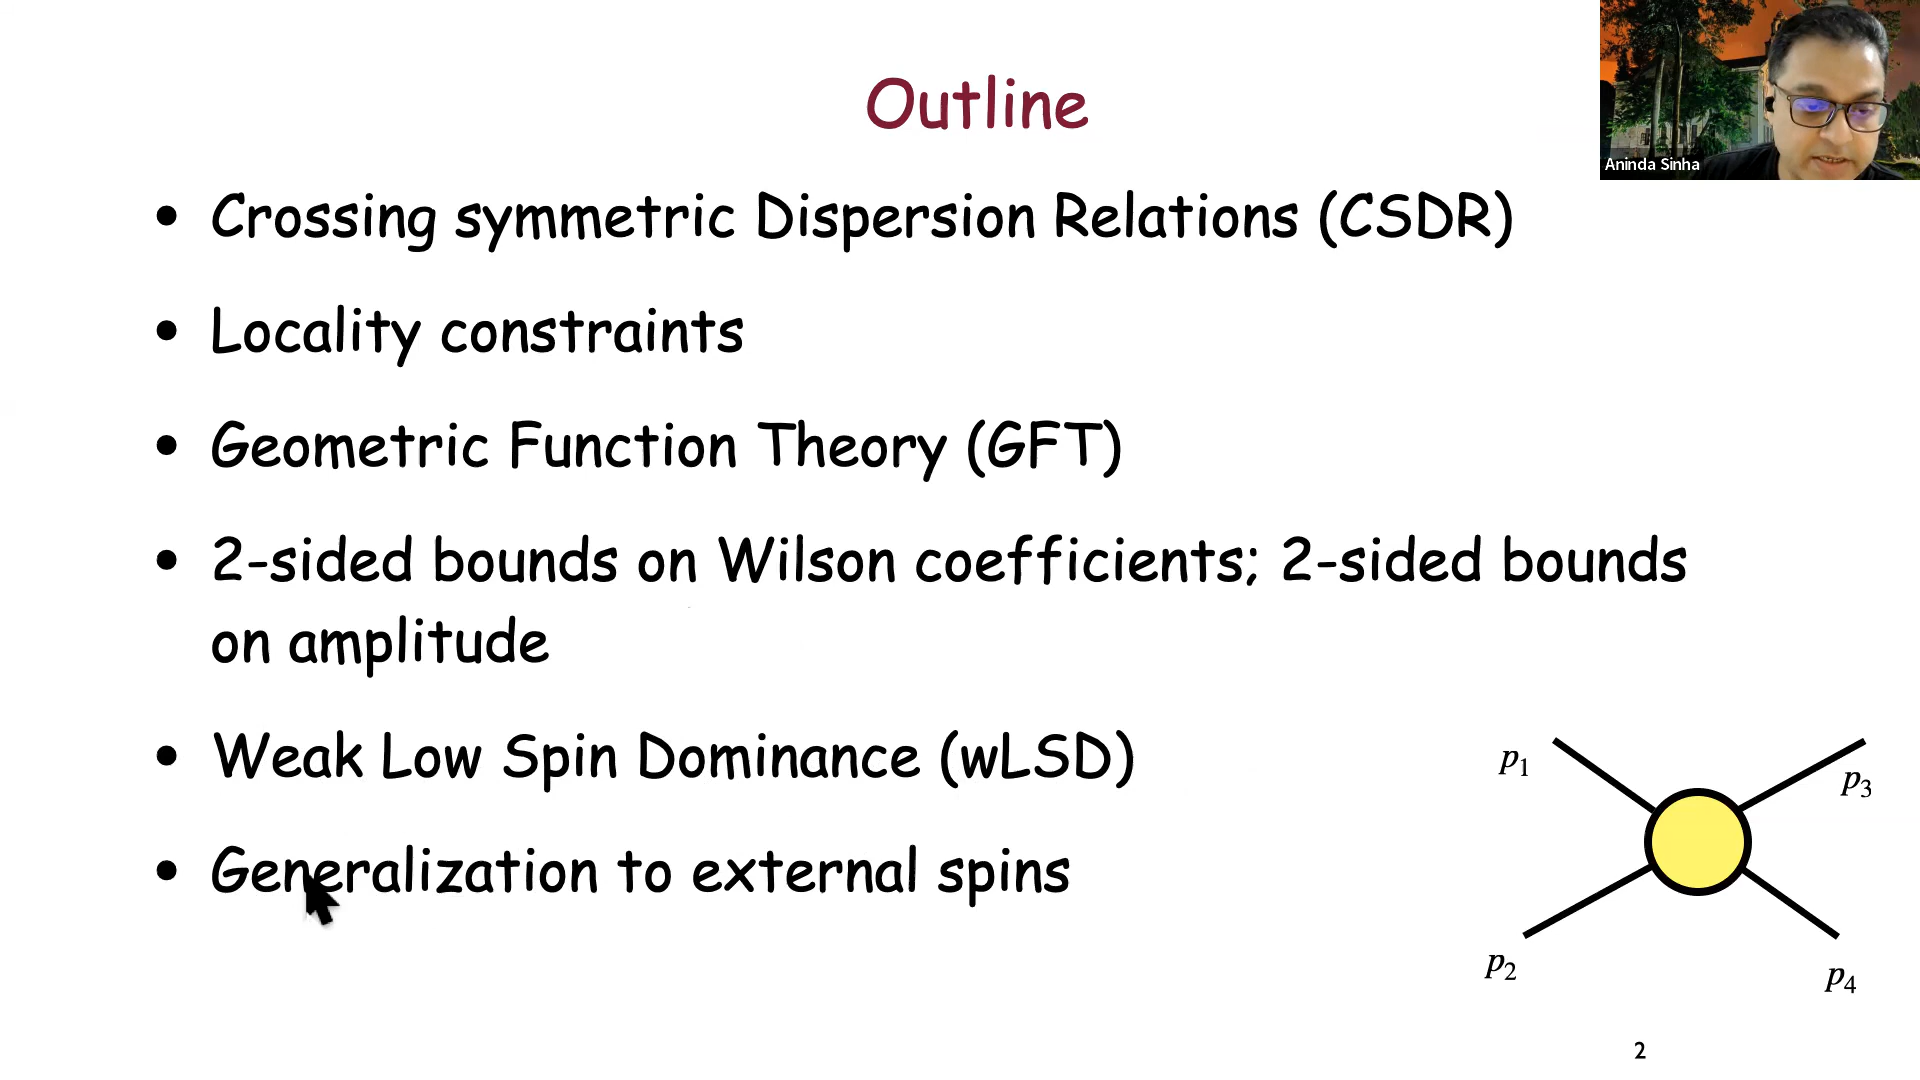 Outline
Aninda Sinha
• Crossing symmetric Dispersion Relations (CSDR)
• Locality constraints
• Geometric Function Theory (GFT)
• 2-sided bounds on Wilson coefficients; 2-sided bounds
on amplitude
• Weak Low Spin Dominance (wLSD)
• Generalization to external spins
p1
p3
p2
p4
2